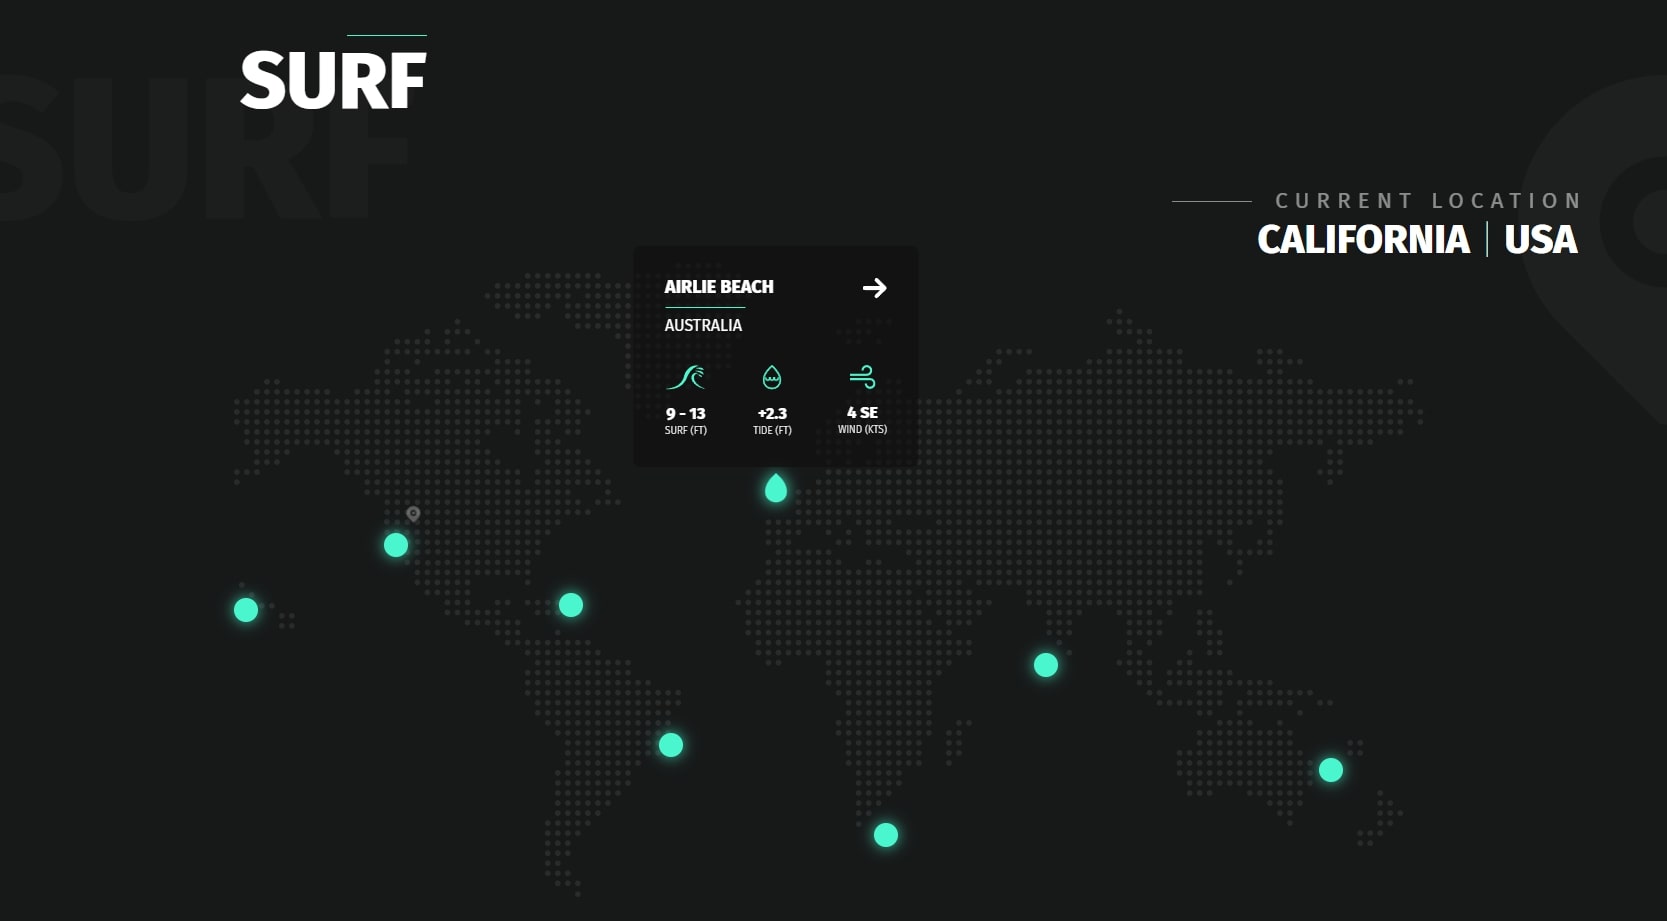 SURF
SURF
CURRENT LOCATION
CALIFORNIA | USA
AIRLIE BEACH
AUSTRALIA
9 - 13
SURF (FT)
+2.3
TIDE (FT)
4 SE
WIND (KTS)